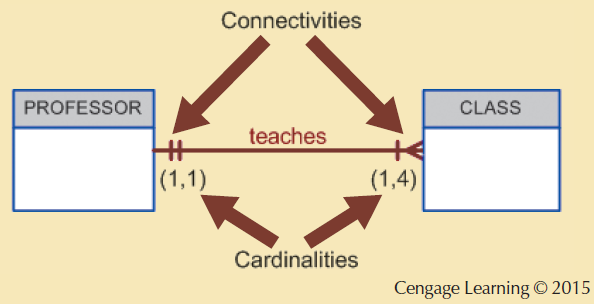 Connectivities
PROFESSOR
CLASS
teaches
(1,1)
(1,4)
Cardinalities
Cengage Learning © 2015